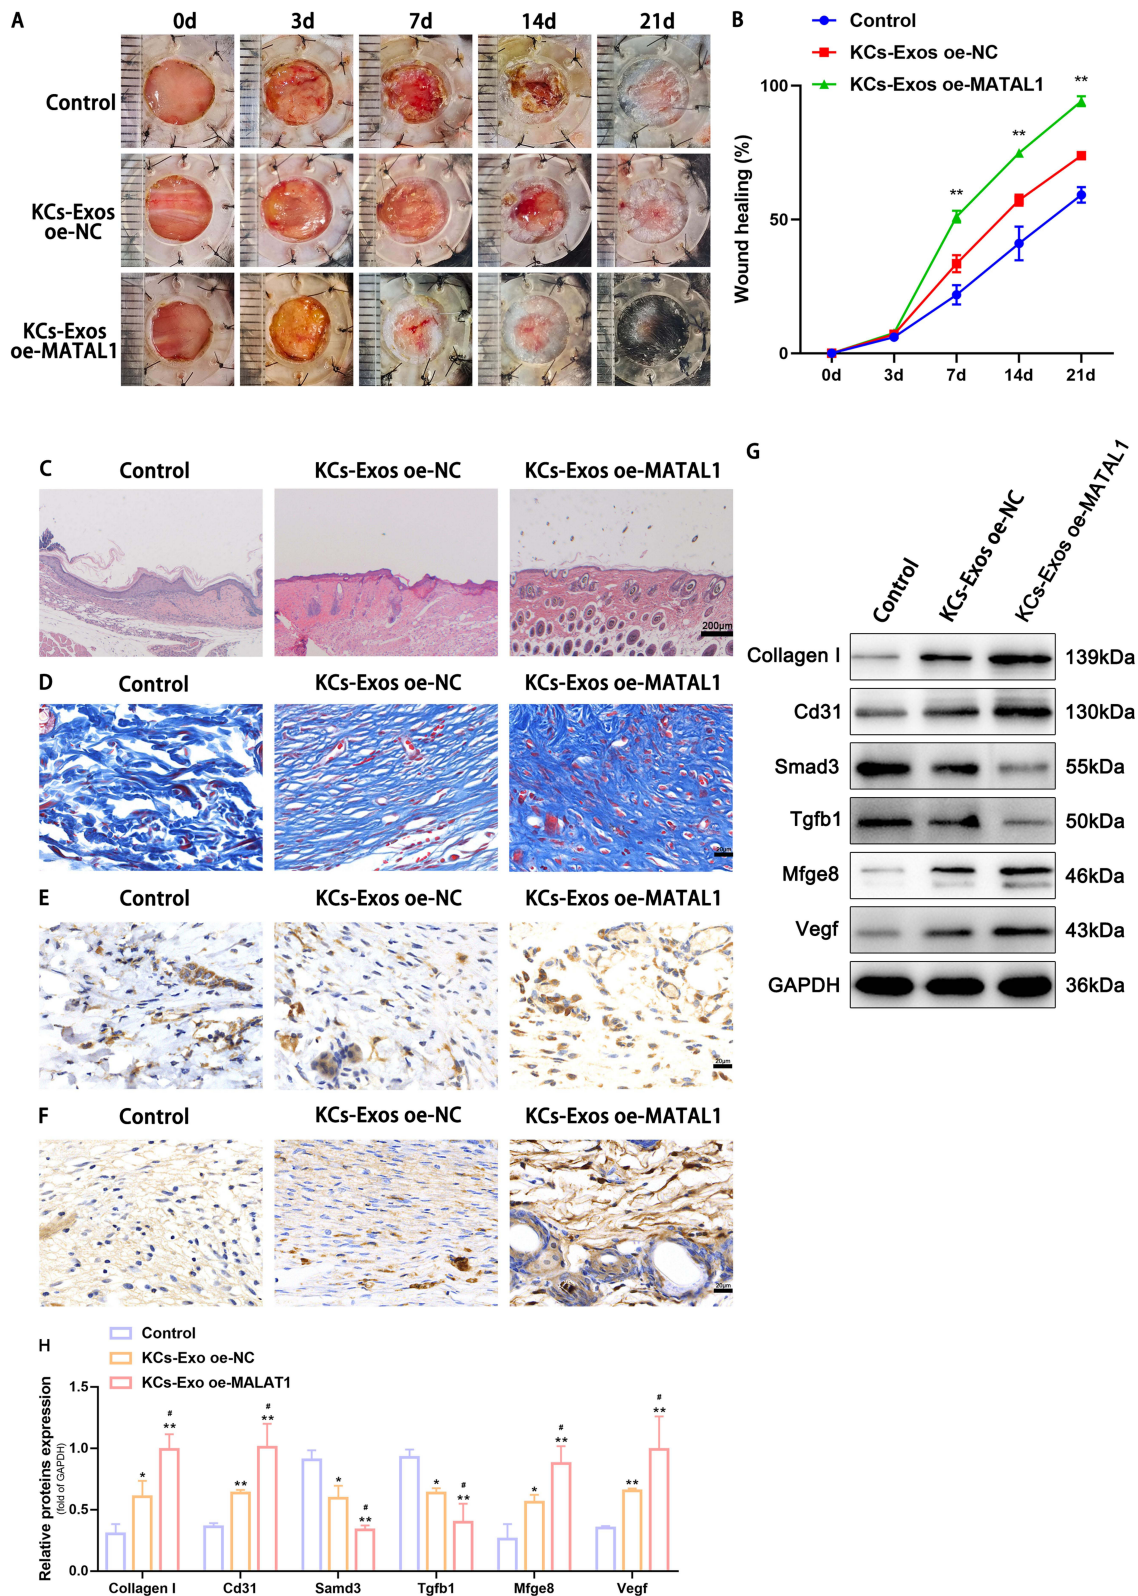 A
0d 3d 7d 14d 21d
Control
KCs-Exos
oe-NC
KCs-Exos
oe-MATAL1
B
Control
KCs-Exos oe-NC
KCs-Exos oe-MATAL1
Wound healing (%)
100
50
0
** ** **
0d 3d 7d 14d 21d
C
Control KCs-Exos oe-NC KCs-Exos oe-MATAL1
200μm
D
Control KCs-Exos oe-NC KCs-Exos oe-MATAL1
20μm
E
Control KCs-Exos oe-NC KCs-Exos oe-MATAL1
20μm
F
Control KCs-Exos oe-NC KCs-Exos oe-MATAL1
20μm
G
Control KCs-Exos oe-NC KCs-Exos oe-MATAL1
Collagen I 139kDa
Cd31 130kDa
Smad3 55kDa
Tgfb1 50kDa
Mfge8 46kDa
Vegf 43kDa
GAPDH 36kDa
H
Control
KCs-Exo oe-NC
KCs-Exo oe-MALAT1
Relative proteins expression
(fold of GAPDH)
1.5
1.0
0.5
0.0
# # # # # #
* ** ** ** * ** * ** * ** ** **
Collagen I Cd31 Samd3 Tgfb1 Mfge8 Vegf